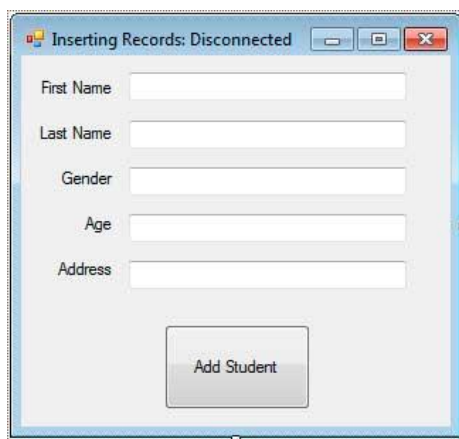 Inserting Records: Disconnected
First Name
Last Name
Gender
Age
Address
Add Student